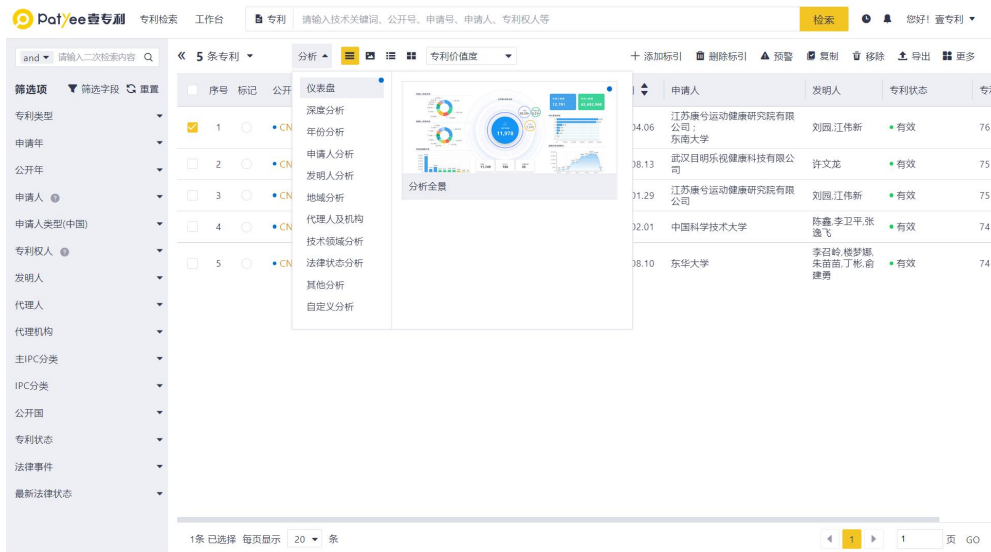 Patyee壹专利 专利检索 工作台 专利 请输入技术关键词、公开号、申请号、申请人、专利权人等 检索 您好！壹专利
and 请输入二次检索内容
5 条专利 分析 专利价值度 添加标引 删除标引 预警 复制 移除 导出 更多
筛选项 筛选字段 重置
专利类型
申请年
公开年
申请人
申请人类型(中国)
专利权人
发明人
代理人
代理机构
主IPC分类
IPC分类
公开国
专利状态
法律事件
最新法律状态
仪表盘
深度分析
年份分析
申请人分析
发明人分析
地域分析
代理人及机构
技术领域分析
法律状态分析
其他分析
自定义分析
11,978
分析全景
序号 标记 公开 申请人 发明人 专利状态 专
1 CN 04.06 江苏康兮运动健康研究院有限
公司；
东南大学 刘园,江伟新 有效 76
2 CN 08.13 武汉目明乐视健康科技有限公
司 许文龙 有效 75
3 CN 01.29 江苏康兮运动健康研究院有限
公司 刘园,江伟新 有效 75
4 CN 02.01 中国科学技术大学 陈鑫,李卫平,张
逸飞 有效 74
5 CN 08.10 东华大学 李召岭,楼梦娜,
朱苗苗,丁彬,俞
建勇 有效 74
1条 已选择 每页显示 20 条 1 1 页 GO